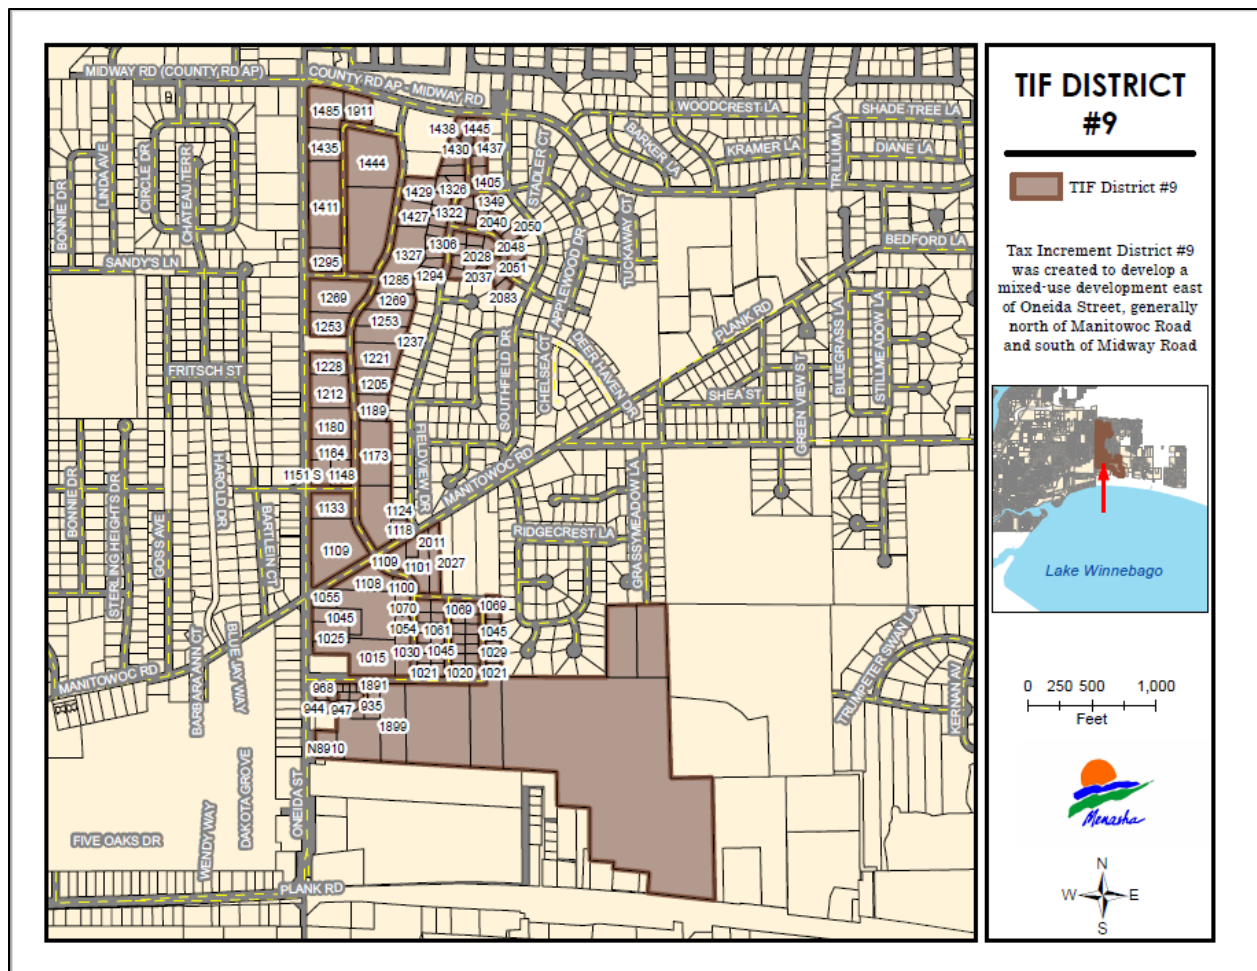 MIDWAY RD (COUNTY RD AP)
COUNTY RD AP - MIDWAY RD
WOODCREST LA
SHADE TREE LA
BARKER LA
KRAMER LA
TRILLIUM LA
DIANE LA
BONNIE DR
LINDA AVE
CIRCLE DR
CHATEAU TERR
STADLER CT
SANDY'S LN
APPLEWOOD DR
TUCKAWAY CT
BEDFORD LA
PLANK RD
FRITSCH ST
SOUTHFIELD DR
CHELSEA CT
DEER HAVEN DR
BLUEGRASS LA
STILLMEADOW LA
GREEN VIEW ST
SHEA ST
FIELDVIEW DR
MANITOWOC RD
BONNIE DR
STERLING HEIGHTS DR
GOSS AVE
HAROLD DR
BARTLEIN CT
RIDGECREST LA
GRASSYMEADOW LA
MANITOWOC RD
BARBARA ANN CT
BLUE JAY WAY
TRUMPETER SWAN LA
KERNAN AV
FIVE OAKS DR
WENDY WAY
DAKOTA GROVE
ONEIDA ST
PLANK RD
1485 1911
1438 1445
1435
1430 1437
1444
1405
1429 1326
1349
1411
1427 1322
2040 2050
1306
2048
1295
1327
2028
2051
1285 1294 2037
1269
1269
2083
1253
1253
1237
1228
1221
1212
1205
1189
1180
1164
1173
1151 S 1148
1133
1124
1118
2011
1109
1109 1101 2027
1108 1100
1055
1070 1069 1069
1045
1054 1061 1045
1025
1030 1045 1029
1015
1021 1020 1021
968 1891
944 947 935
1899
N8910
TIF DISTRICT
#9
TIF District #9
Tax Increment District #9
was created to develop a
mixed-use development east
of Oneida Street, generally
north of Manitowoc Road
and south of Midway Road
Lake Winnebago
0 250 500 1,000
Feet
Menasha
N
W E
S